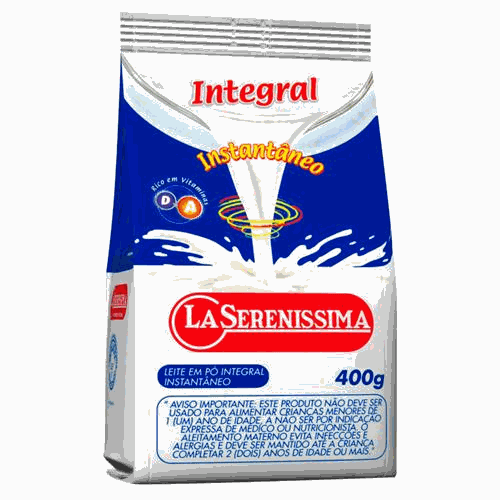 Integral
Instantâneo
Rico em Vitaminas
D A
LA SERENISSIMA
LEITE EM PÓ INTEGRAL
INSTANTÂNEO
400g
" AVISO IMPORTANTE: ESTE PRODUTO NÃO DEVE SER
USADO PARA ALIMENTAR CRIANÇAS MENORES DE
1 (UM) ANO DE IDADE, A NÃO SER POR INDICAÇÃO
EXPRESSA DE MÉDICO OU NUTRICIONISTA. O
ALEITAMENTO MATERNO EVITA INFECCÕES E
ALERGIAS E DEVE SER MANTIDO ATÉ A CRIANÇA
COMPLETAR 2 (DOIS) ANOS DE IDADE OU MAIS. "